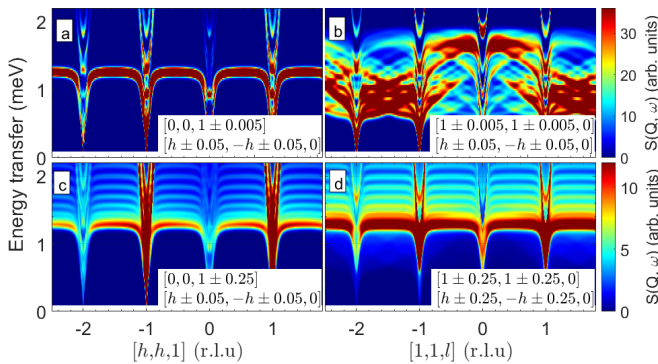 2
1
0
Energy transfer (meV)
a
[0, 0, 1 ± 0.005]
[h ± 0.05, −h ± 0.05, 0]
b
[1 ± 0.005, 1 ± 0.005, 0]
[h ± 0.05, −h ± 0.05, 0]
30
20
10
0
S(Q, ω) (arb. units)
2
1
0
c
[0, 0, 1 ± 0.25]
[h ± 0.05, −h ± 0.05, 0]
d
[1 ± 0.25, 1 ± 0.25, 0]
[h ± 0.25, −h ± 0.25, 0]
10
5
0
S(Q, ω) (arb. units)
-2 -1 0 1
-2 -1 0 1
[h,h,1] (r.l.u)
[1,1,l] (r.l.u)